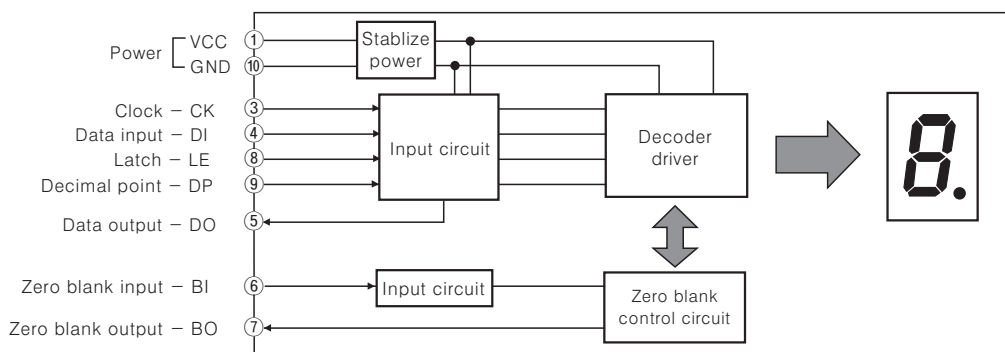 Power
VCC ①
GND ⑩
Stablize
power
Clock – CK ③
Data input – DI ④
Latch – LE ⑧
Decimal point – DP ⑨
Data output – DO ⑤
Input circuit
Decoder
driver
8.
Zero blank input – BI ⑥
Input circuit
Zero blank
control circuit
Zero blank output – BO ⑦